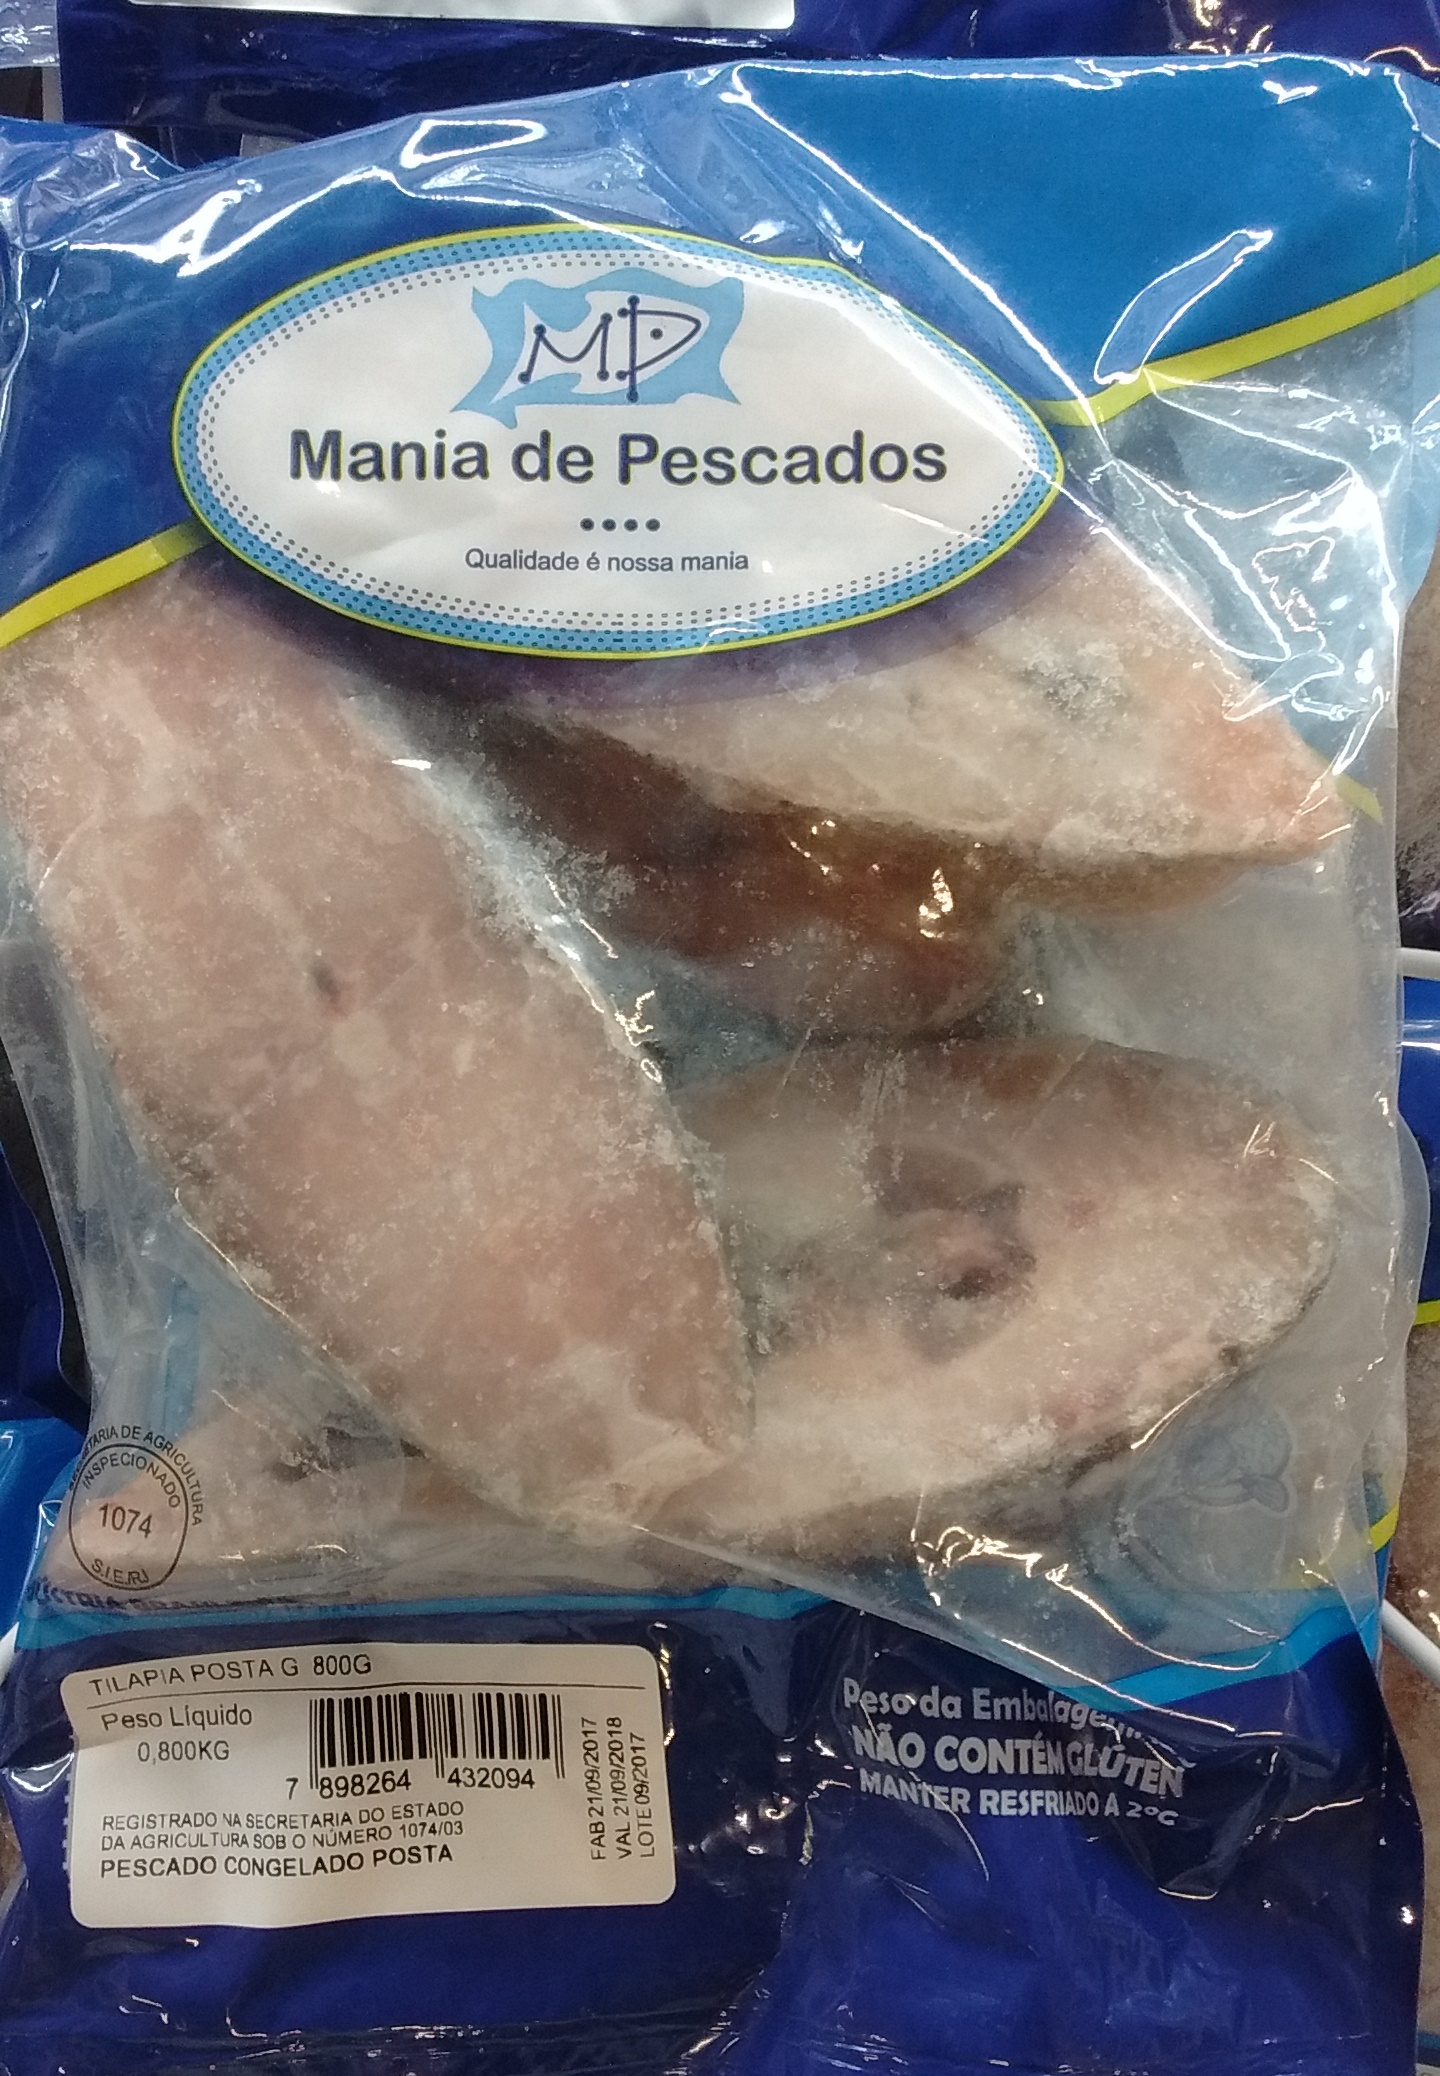 MP
Mania de Pescados
Qualidade é nossa mania
DE AGRICULTURA
INSPECIONADO
1074
S.I.E/RJ
TILAPIA POSTA G 800G
Peso Líquido
0,800KG
7 898264 432094
FAB 21/09/2017
VAL 21/09/2018
LOTE 09/2017
REGISTRADO NA SECRETARIA DO ESTADO
DA AGRICULTURA SOB O NÚMERO 1074/03
PESCADO CONGELADO POSTA
Peso da Embalagem
NÃO CONTÉM GLÚTEN
MANTER RESFRIADO A 2ºC